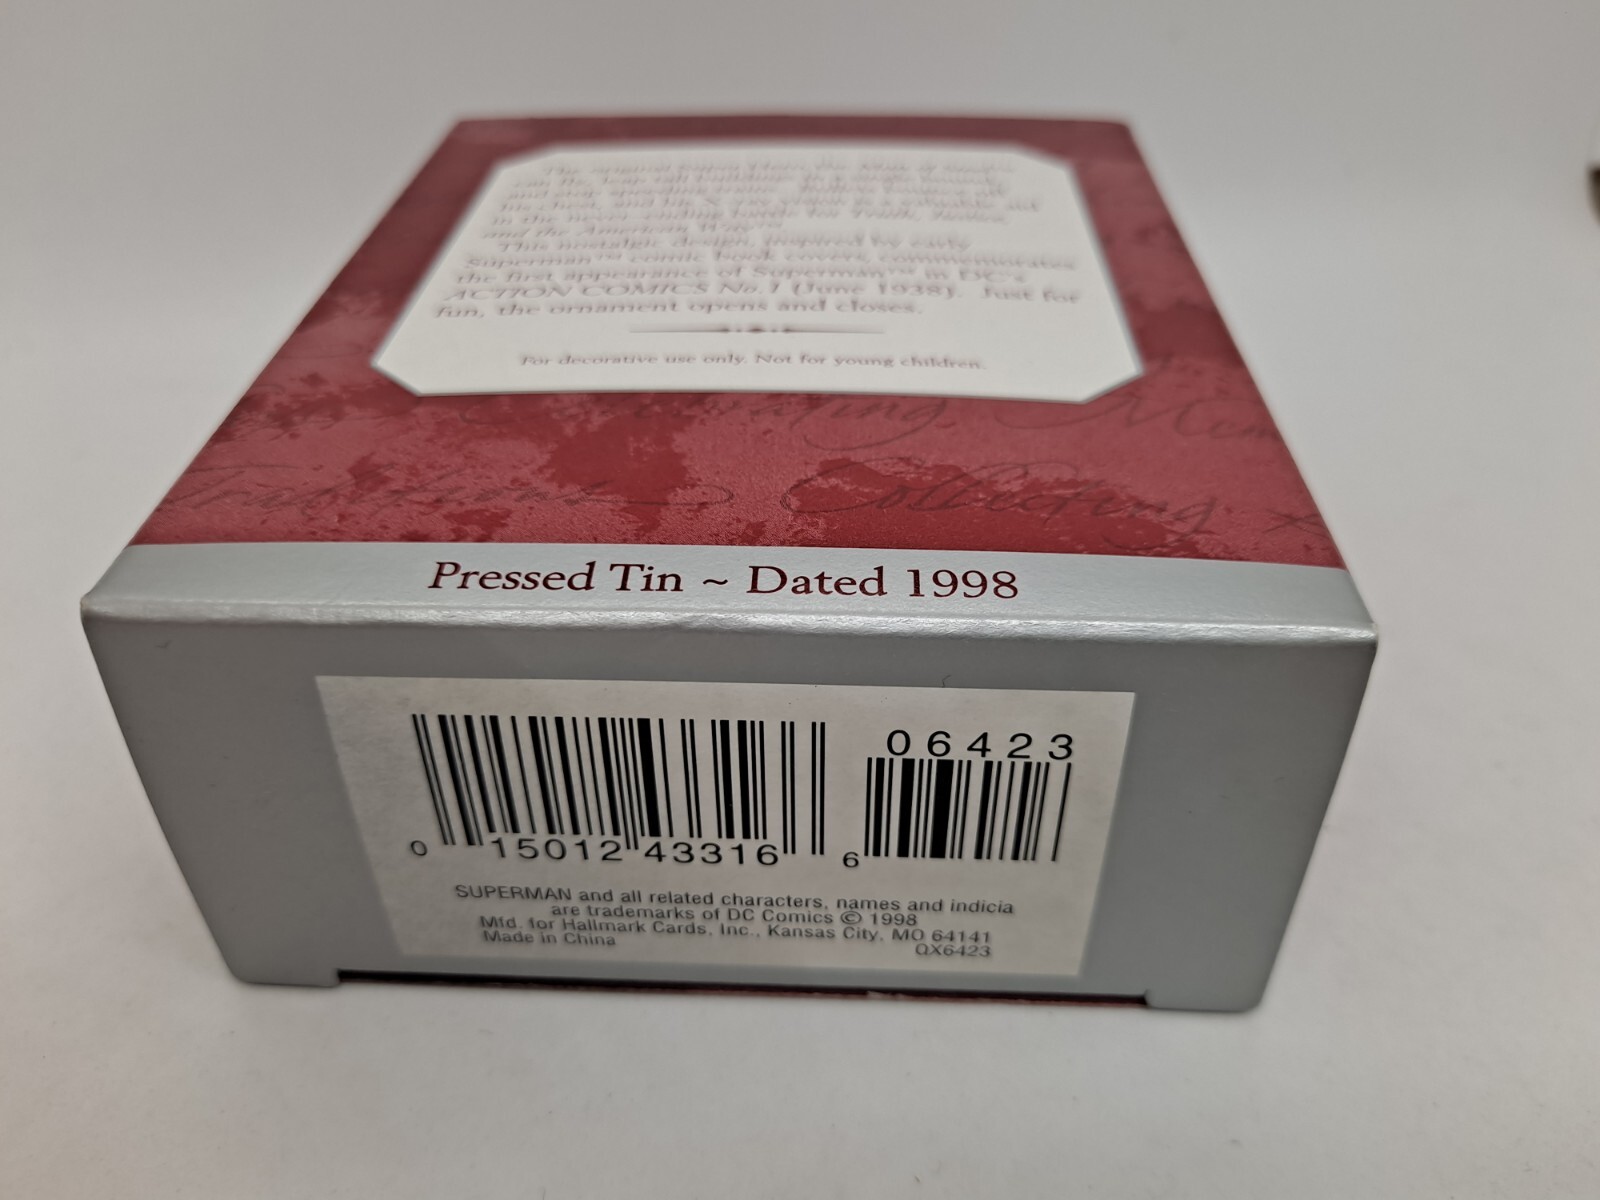 The original Super Hero, the Man of Steel
can fly, leap tall buildings in a single bound,
and stop speeding trains. Bullets bounce off
his chest, and his X-ray vision is a valuable aid
in the never-ending battle for Truth, Justice,
and the American Way™
This nostalgic design, inspired by early
Superman™ comic book covers, commemorates
the first appearance of Superman™ in DC's
ACTION COMICS No.1 (June 1938). Just for
fun, the ornament opens and closes.
For decorative use only. Not for young children.
Traditions Collecting
Pressed Tin ~ Dated 1998
06423
0 15012 43316 6
SUPERMAN and all related characters, names and indicia
are trademarks of DC Comics © 1998
Mfd. for Hallmark Cards, Inc., Kansas City, MO 64141
Made in China QX6423